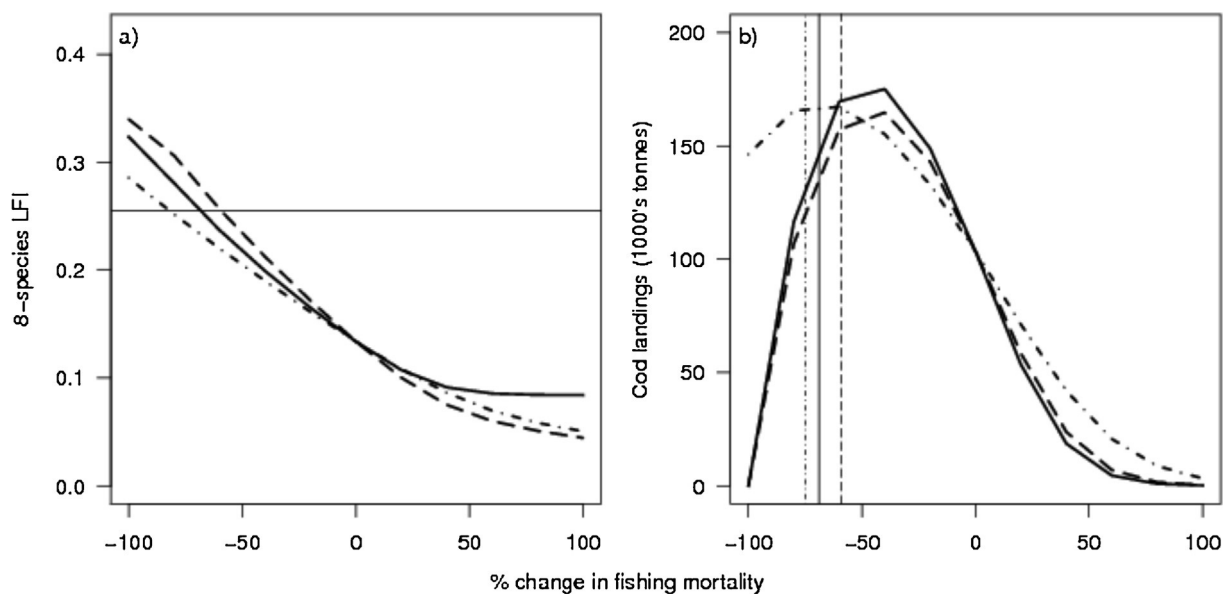 a)
8-species LFI
0.4
0.3
0.2
0.1
0.0
-100 -50 0 50 100
b)
Cod landings (1000's tonnes)
200
150
100
50
0
-100 -50 0 50 100
% change in fishing mortality